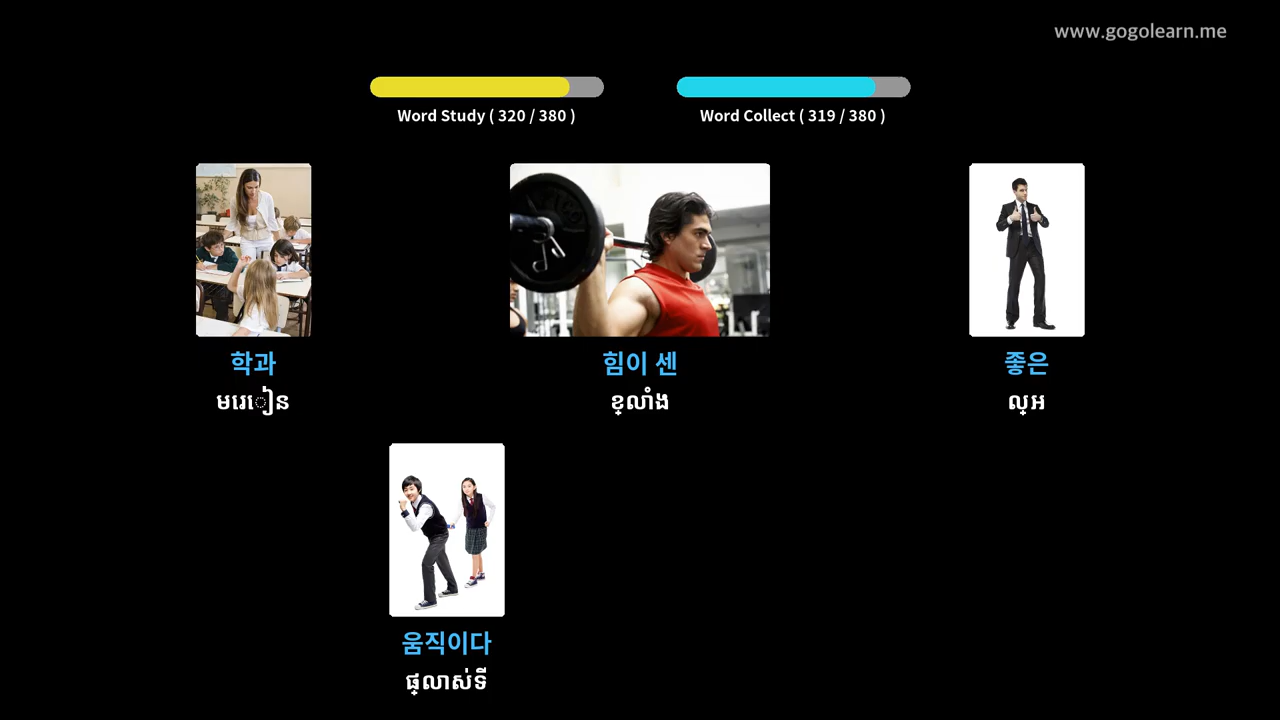 www.gogolearn.me
Word Study ( 320 / 380 )
Word Collect ( 319 / 380 )
학과
힘이 센
좋은
មេរៀន
ខ្លាំង
ល្អ
움직이다
ផ្លាស់ទី